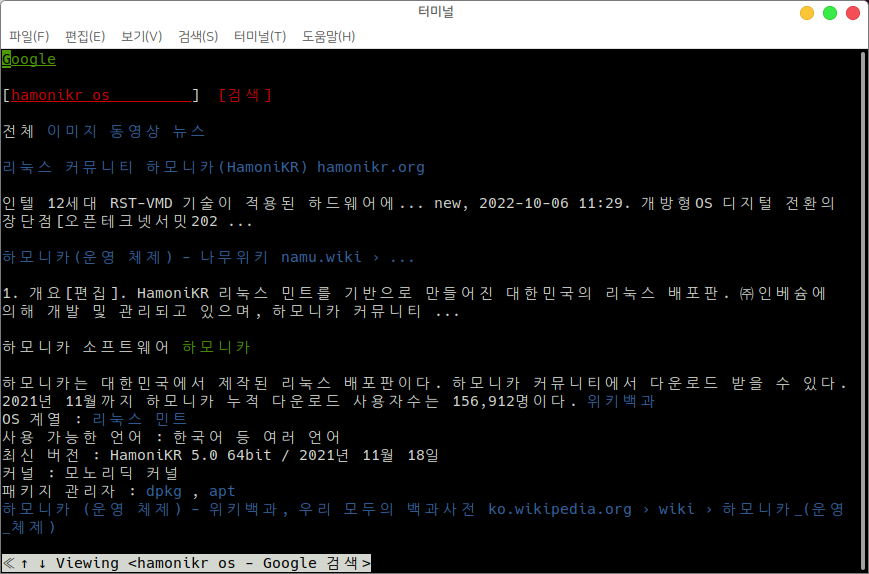 터미널
파일(F) 편집(E) 보기(V) 검색(S) 터미널(T) 도움말(H)
Google
[hamonikr os_________] [검색]
전체 이미지 동영상 뉴스
리눅스 커뮤니티 하모니카(HamoniKR) hamonikr.org
인텔 12세대 RST-VMD 기술이 적용된 하드웨어에... new, 2022-10-06 11:29. 개방형OS 디지털 전환의
장단점[오픈테크넷서밋202 ...
하모니카(운영 체제) - 나무위키 namu.wiki › ...
1. 개요[편집]. HamoniKR 리눅스 민트를 기반으로 만들어진 대한민국의 리눅스 배포판. ㈜인베슘에
의해 개발 및 관리되고 있으며, 하모니카 커뮤니티 ...
하모니카 소프트웨어 하모니카
하모니카는 대한민국에서 제작된 리눅스 배포판이다. 하모니카 커뮤니티에서 다운로드 받을 수 있다.
2021년 11월까지 하모니카 누적 다운로드 사용자수는 156,912명이다. 위키백과
OS 계열 : 리눅스 민트
사용 가능한 언어 : 한국어 등 여러 언어
최신 버전 : HamoniKR 5.0 64bit / 2021년 11월 18일
커널 : 모노리딕 커널
패키지 관리자 : dpkg , apt
하모니카 (운영 체제) - 위키백과, 우리 모두의 백과사전 ko.wikipedia.org › wiki › 하모니카_(운영
_체제)
≪↑ ↓ Viewing <hamonikr os - Google 검색>